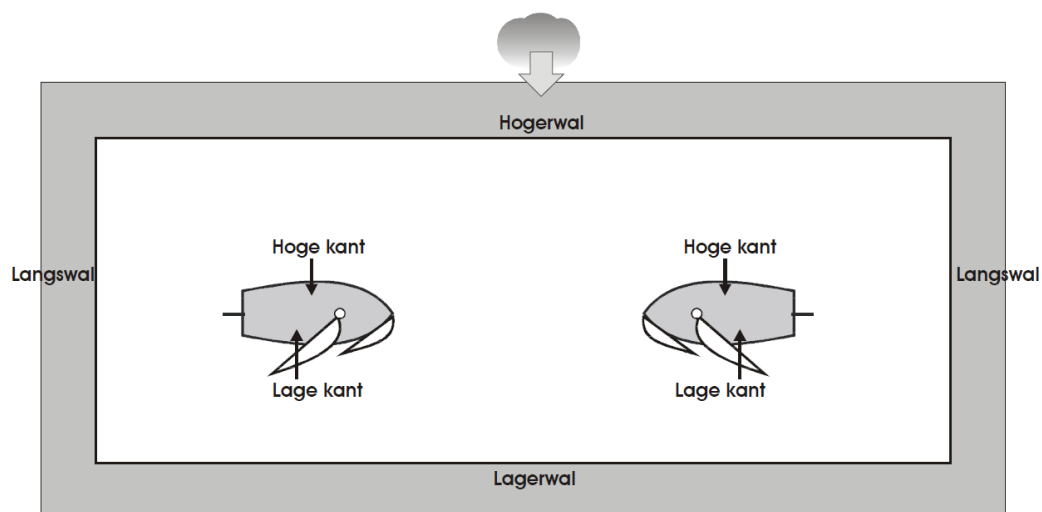 Hogerwal
Hoge kant
Hoge kant
Langswal
Langswal
Lage kant
Lage kant
Lagerwal